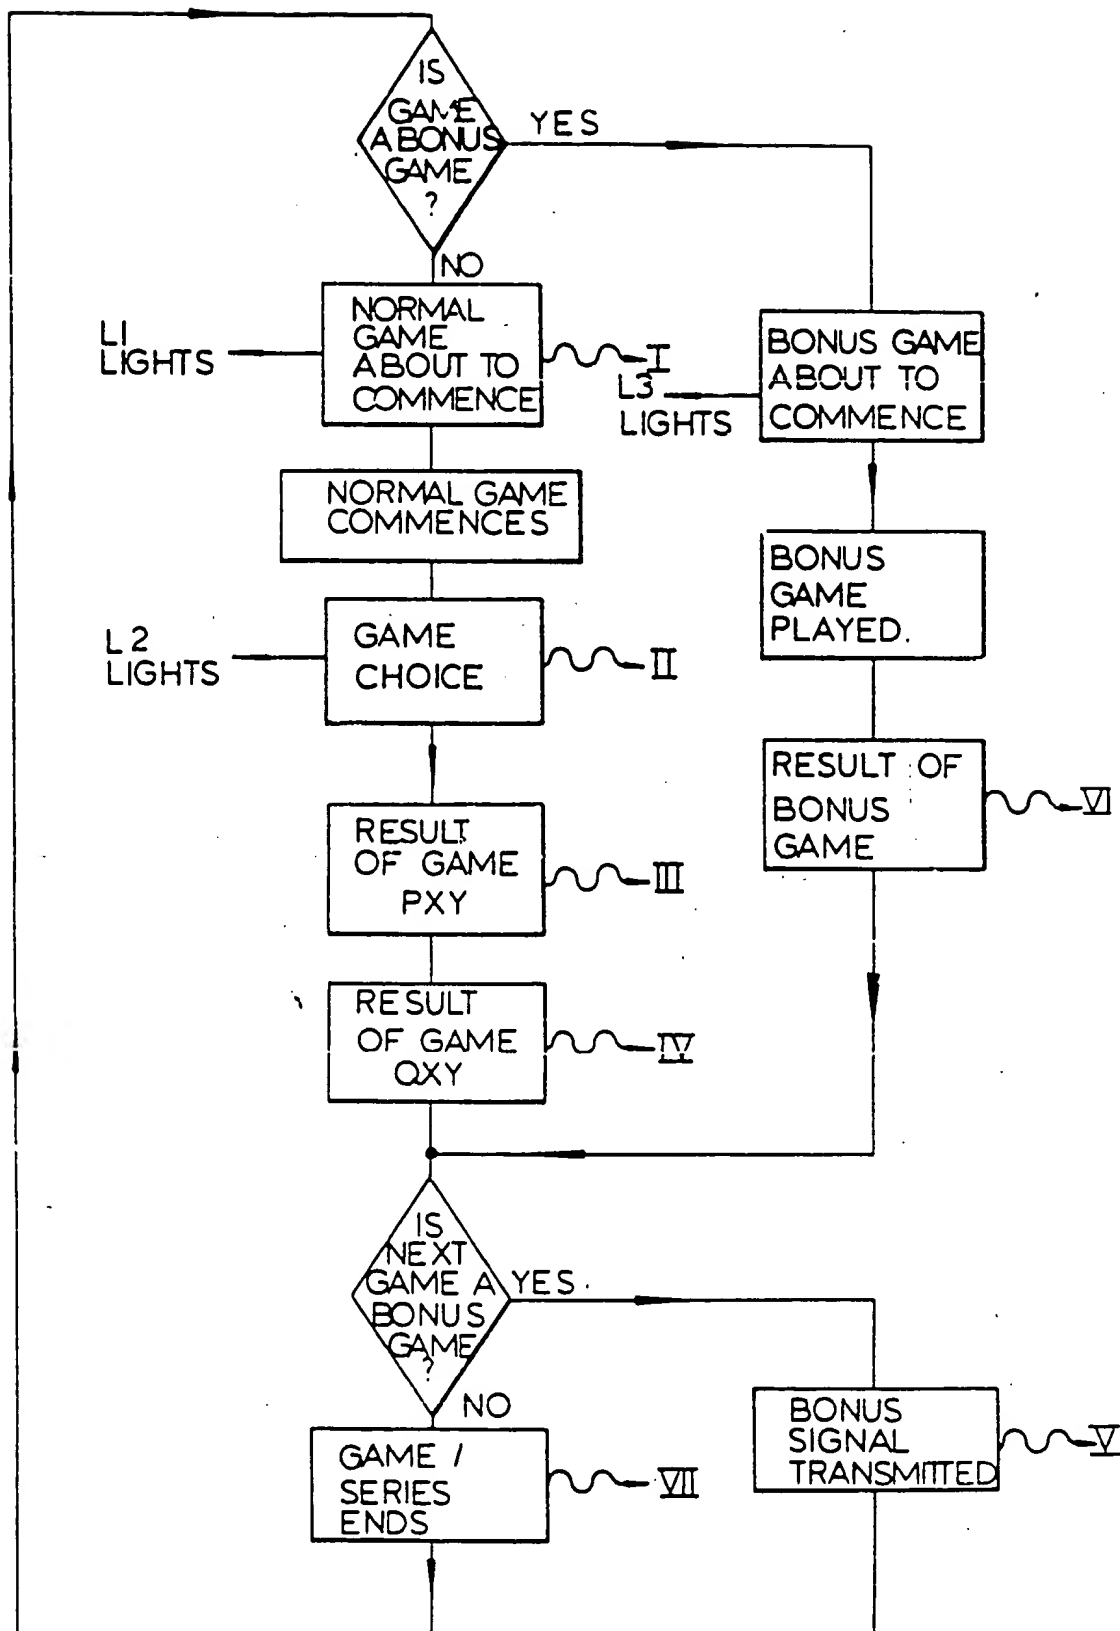 IS
GAME
A BONUS
GAME
?
YES
NO
NORMAL
GAME
ABOUT TO
COMMENCE
L1
LIGHTS
I
L3
LIGHTS
BONUS GAME
ABOUT TO
COMMENCE
NORMAL GAME
COMMENCES
BONUS
GAME
PLAYED.
L2
LIGHTS
GAME
CHOICE
II
RESULT OF
BONUS
GAME
VI
RESULT
OF GAME
PXY
III
RESULT
OF GAME
QXY
IV
IS
NEXT
GAME A
BONUS
GAME
?
YES.
NO
BONUS
SIGNAL
TRANSMITTED
V
GAME /
SERIES
ENDS
VII